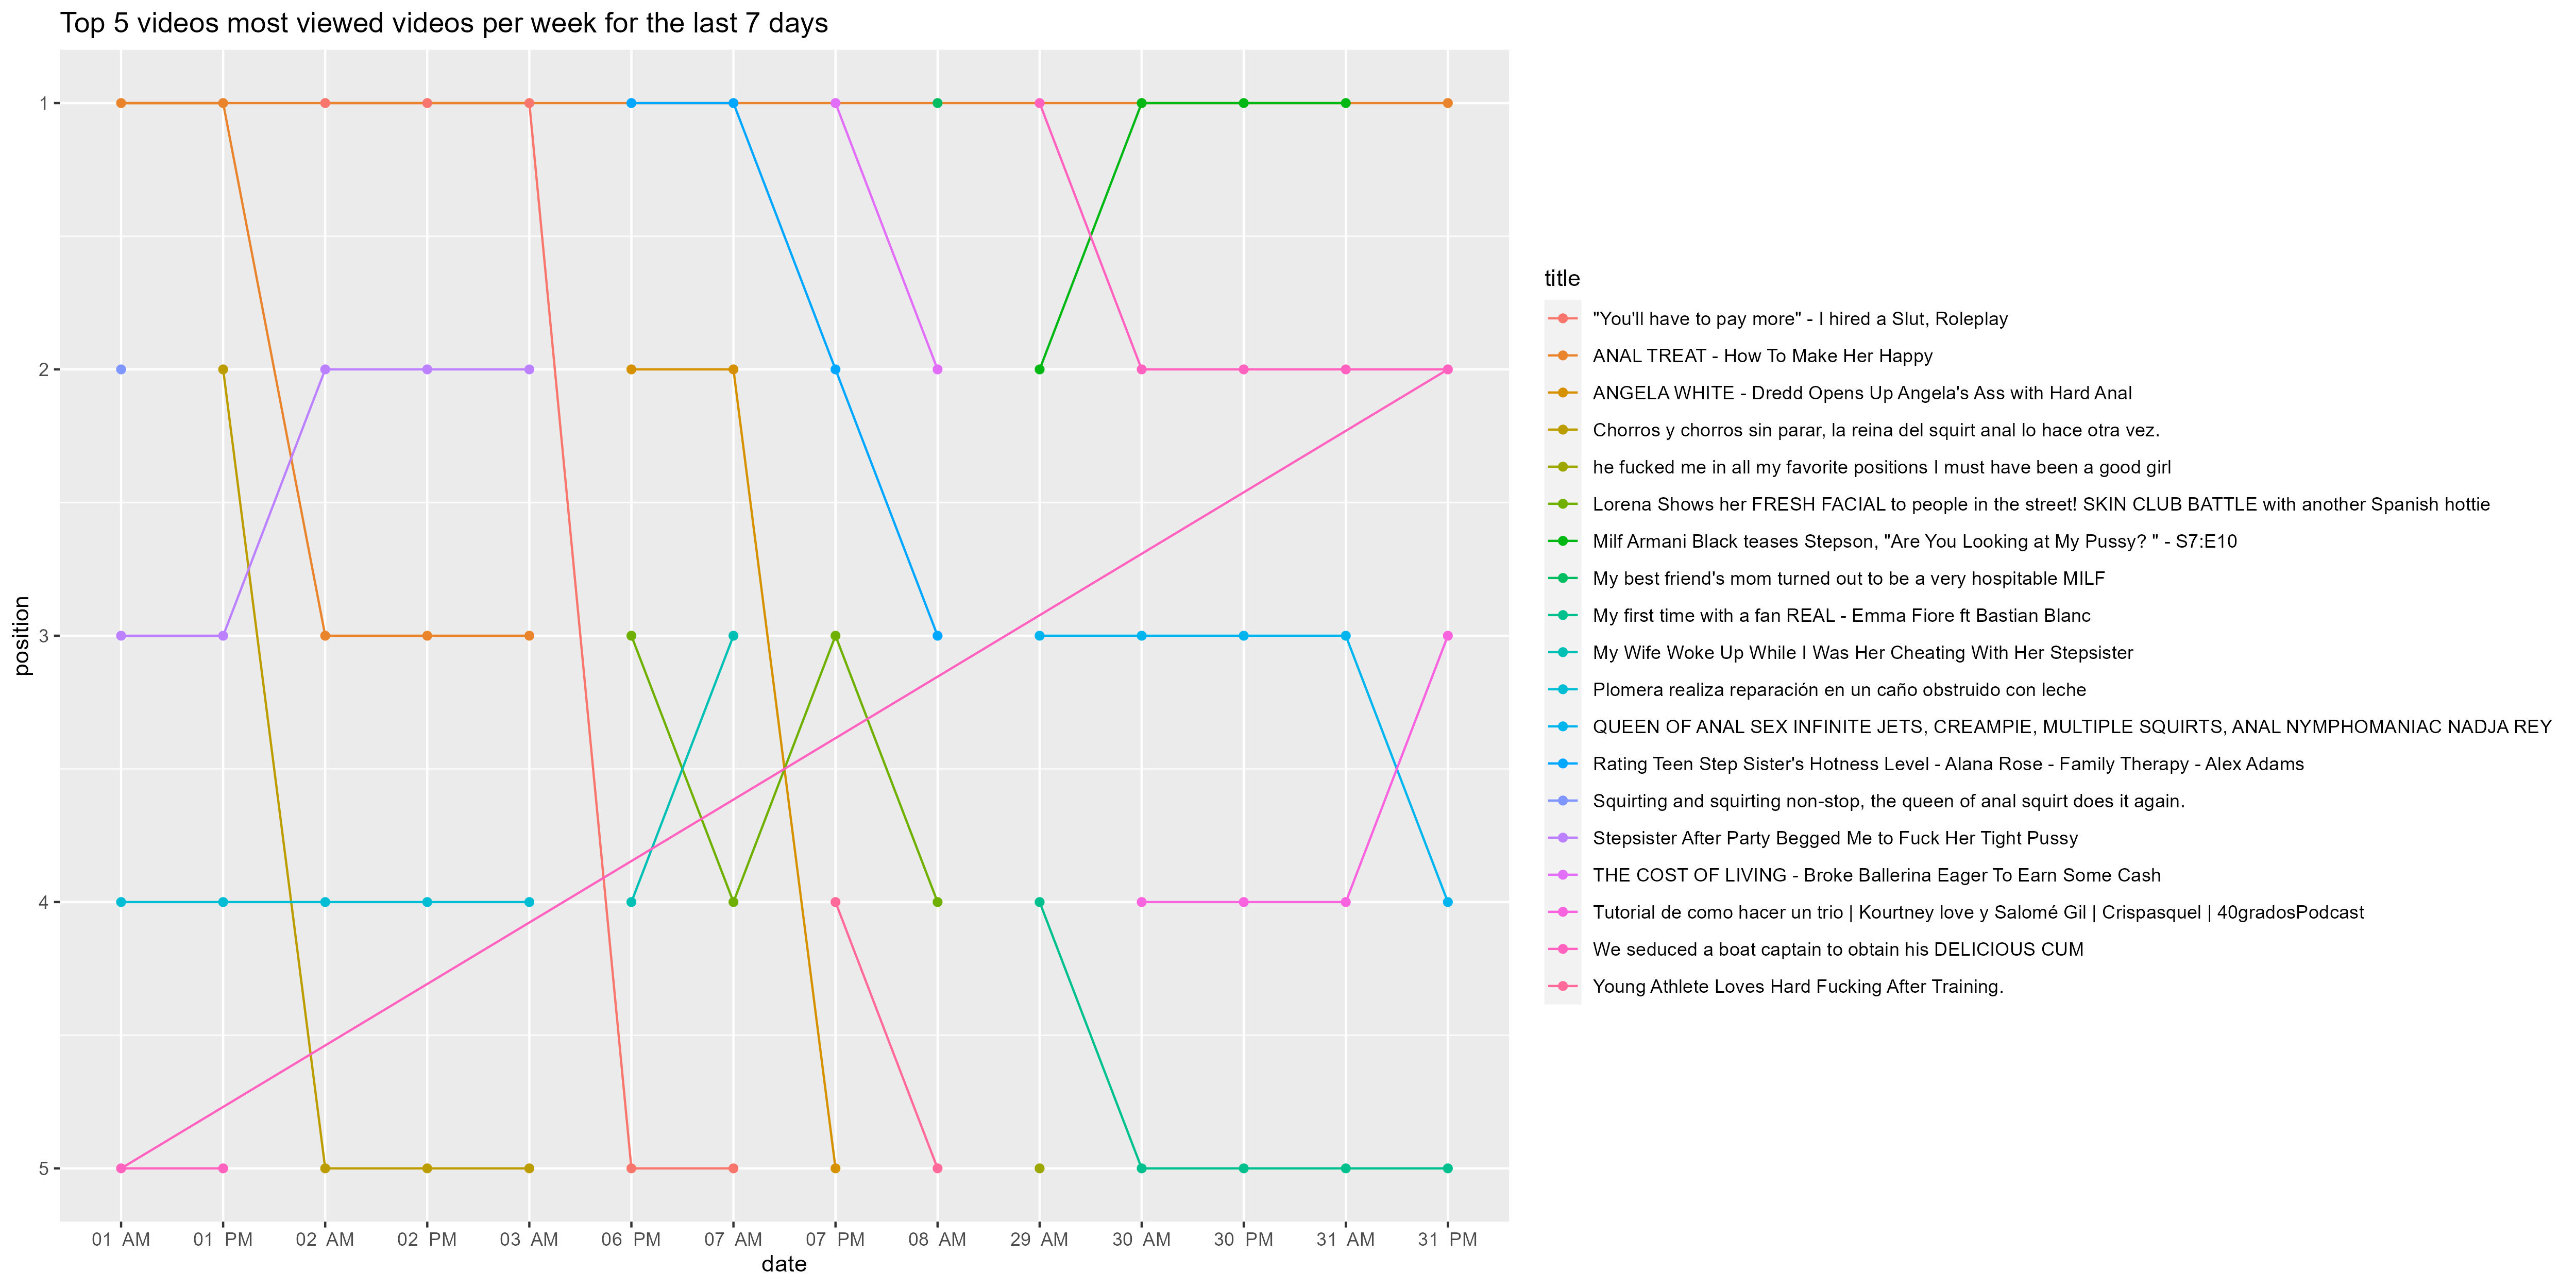 Top 5 videos most viewed videos per week for the last 7 days
position
1
2
3
4
5
01 AM
01 PM
02 AM
02 PM
03 AM
06 PM
07 AM
07 PM
08 AM
29 AM
30 AM
30 PM
31 AM
31 PM
date
title
"You'll have to pay more" - I hired a Slut, Roleplay
ANAL TREAT - How To Make Her Happy
ANGELA WHITE - Dredd Opens Up Angela's Ass with Hard Anal
Chorros y chorros sin parar, la reina del squirt anal lo hace otra vez.
he fucked me in all my favorite positions I must have been a good girl
Lorena Shows her FRESH FACIAL to people in the street! SKIN CLUB BATTLE with another Spanish hottie
Milf Armani Black teases Stepson, "Are You Looking at My Pussy? " - S7:E10
My best friend's mom turned out to be a very hospitable MILF
My first time with a fan REAL - Emma Fiore ft Bastian Blanc
My Wife Woke Up While I Was Her Cheating With Her Stepsister
Plomera realiza reparación en un caño obstruido con leche
QUEEN OF ANAL SEX INFINITE JETS, CREAMPIE, MULTIPLE SQUIRTS, ANAL NYMPHOMANIAC NADJA REY
Rating Teen Step Sister's Hotness Level - Alana Rose - Family Therapy - Alex Adams
Squirting and squirting non-stop, the queen of anal squirt does it again.
Stepsister After Party Begged Me to Fuck Her Tight Pussy
THE COST OF LIVING - Broke Ballerina Eager To Earn Some Cash
Tutorial de como hacer un trio | Kourtney love y Salomé Gil | Crispasquel | 40gradosPodcast
We seduced a boat captain to obtain his DELICIOUS CUM
Young Athlete Loves Hard Fucking After Training.